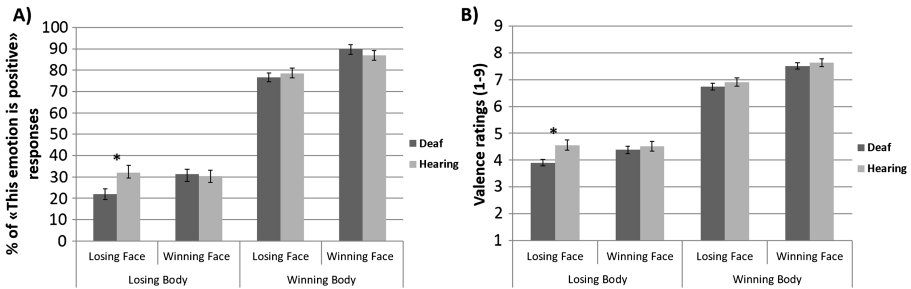 A)
% of «This emotion is positive»
responses
100
90
80
70
60
50
40
30
20
10
0
*
Losing Face
Winning Face
Losing Face
Winning Face
Losing Body
Winning Body
Deaf
Hearing
B)
Valence ratings (1-9)
9
8
7
6
5
4
3
2
1
*
Losing Face
Winning Face
Losing Face
Winning Face
Losing Body
Winning Body
Deaf
Hearing